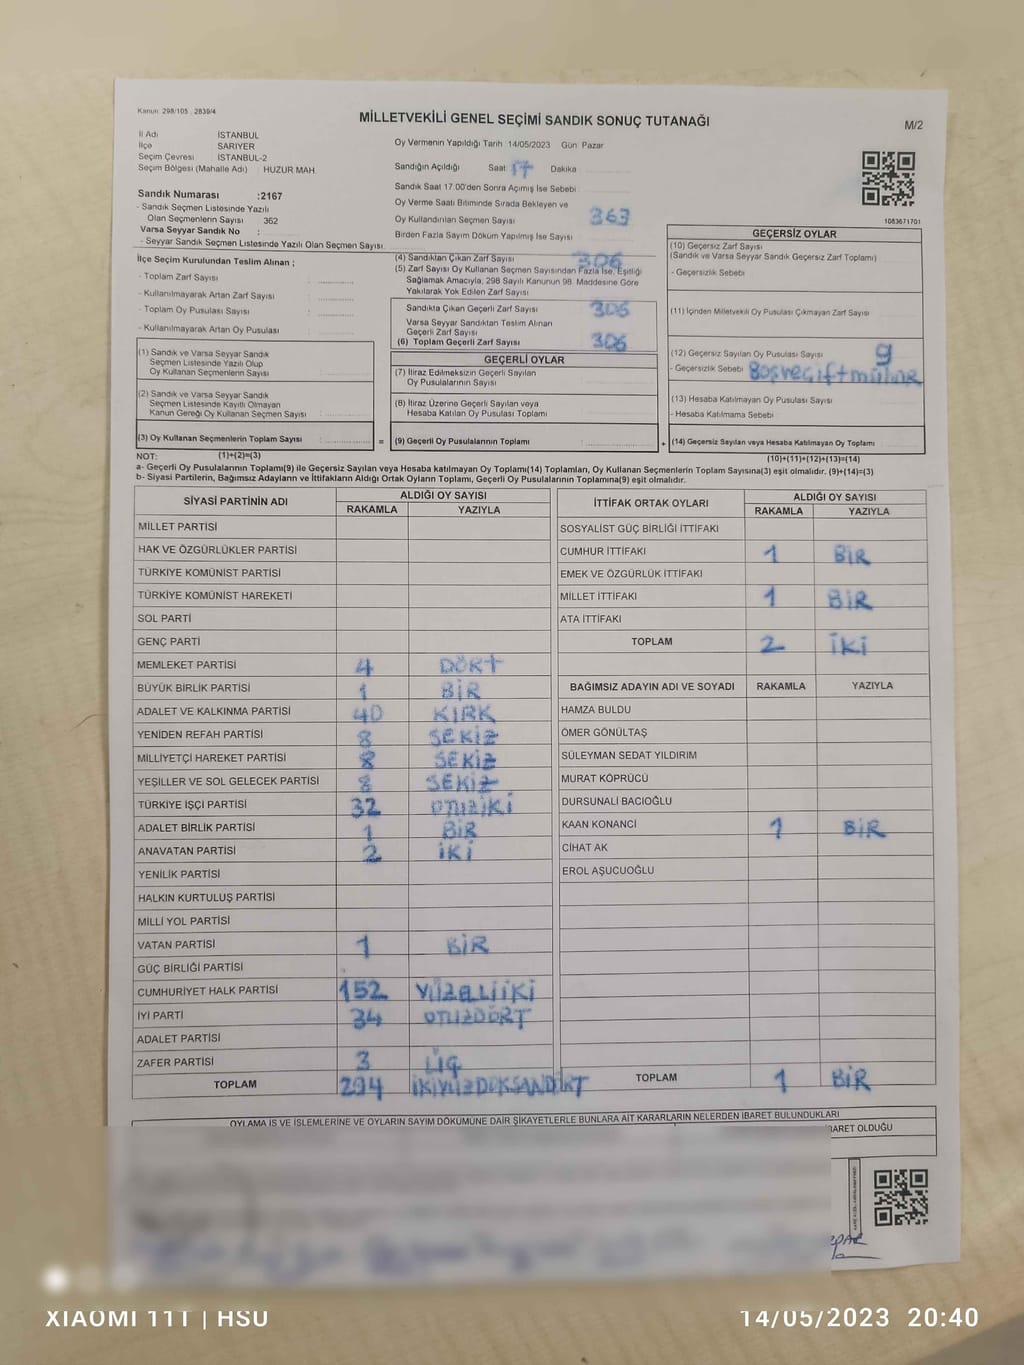 Kanun 298/105 , 2839/4
MİLLETVEKİLİ GENEL SEÇİMİ SANDIK SONUÇ TUTANAĞI
M/2
İl Adı İSTANBUL
İlçe SARIYER
Seçim Çevresi İSTANBUL-2
Seçim Bölgesi (Mahalle Adı) : HUZUR MAH.
Sandık Numarası :2167
- Sandık Seçmen Listesinde Yazılı
Olan Seçmenlerin Sayısı 362
Varsa Seyyar Sandık No :
- Seyyar Sandık Seçmen Listesinde Yazılı Olan Seçmen Sayısı
Oy Vermenin Yapıldığı Tarih 14/05/2023 Gün Pazar
Sandığın Açıldığı Saat 17 Dakika
Sandık Saat 17.00'den Sonra Açımış İse Sebebi
Oy Verme Saati Bitiminde Sırada Bekleyen ve
Oy Kullandırılan Seçmen Sayısı 363
Birden Fazla Sayım Döküm Yapılmış İse Sayısı
1083671701
İlçe Seçim Kurulundan Teslim Alınan ;
- Toplam Zarf Sayısı :
- Kullanılmayarak Artan Zarf Sayısı :
- Toplam Oy Pusulası Sayısı :
- Kullanılmayarak Artan Oy Pusulası :
(1) Sandık ve Varsa Seyyar Sandık
Seçmen Listesinde Yazılı Olup
Oy Kullanan Seçmenlerin Sayısı :
(2) Sandık ve Varsa Seyyar Sandık
Seçmen Listesinde Kayıtlı Olmayan
Kanun Gereği Oy Kullanan Seçmen Sayısı :
(3) Oy Kullanan Seçmenlerin Toplam Sayısı :
(4) Sandıktan Çıkan Zarf Sayısı 306
(5) Zarf Sayısı Oy Kullanan Seçmen Sayısından Fazla İse, Eşitliği
Sağlamak Amacıyla, 298 Sayılı Kanunun 98. Maddesine Göre
Yakılarak Yok Edilen Zarf Sayısı
Sandıkta Çıkan Geçerli Zarf Sayısı 306
Varsa Seyyar Sandıktan Teslim Alınan
Geçerli Zarf Sayısı
(6) Toplam Geçerli Zarf Sayısı 306
GEÇERLİ OYLAR
(7) İtiraz Edilmeksizin Geçerli Sayılan
Oy Pusulalarının Sayısı
(8) İtiraz Üzerine Geçerli Sayılan veya
Hesaba Katılan Oy Pusulası Toplamı
= (9) Geçerli Oy Pusulalarının Toplamı :
GEÇERSİZ OYLAR
(10) Geçersiz Zarf Sayısı
(Sandık ve Varsa Seyyar Sandık Geçersiz Zarf Toplamı)
- Geçersizlik Sebebi
(11) İçinden Milletvekili Oy Pusulası Çıkmayan Zarf Sayısı
(12) Geçersiz Sayılan Oy Pusulası Sayısı 9
- Geçersizlik Sebebi Boş ve çift mühür
(13) Hesaba Katılmayan Oy Pusulası Sayısı
- Hesaba Katılmama Sebebi
+ (14) Geçersiz Sayılan veya Hesaba Katılmayan Oy Toplamı
NOT: (1)+(2)=(3)
(10)+(11)+(12)+(13)=(14)
a- Geçerli Oy Pusulalarının Toplamı(9) ile Geçersiz Sayılan veya Hesaba katılmayan Oy Toplamı(14) Toplamları, Oy Kullanan Seçmenlerin Toplam Sayısına(3) eşit olmalıdır. (9)+(14)=(3)
b- Siyasi Partilerin, Bağımsız Adayların ve İttifakların Aldığı Ortak Oyların Toplamı, Geçerli Oy Pusulalarının Toplamına(9) eşit olmalıdır.
SİYASİ PARTİNİN ADI ALDIĞI OY SAYISI
RAKAMLA YAZIYLA
MİLLET PARTİSİ
HAK VE ÖZGÜRLÜKLER PARTİSİ
TÜRKİYE KOMÜNİST PARTİSİ
TÜRKİYE KOMÜNİST HAREKETİ
SOL PARTİ
GENÇ PARTİ
MEMLEKET PARTİSİ 4 DÖRT
BÜYÜK BİRLİK PARTİSİ 1 BİR
ADALET VE KALKINMA PARTİSİ 40 KIRK
YENİDEN REFAH PARTİSİ 8 SEKİZ
MİLLİYETÇİ HAREKET PARTİSİ 8 SEKİZ
YEŞİLLER VE SOL GELECEK PARTİSİ 8 SEKİZ
TÜRKİYE İŞÇİ PARTİSİ 32 OTUZİKİ
ADALET BİRLİK PARTİSİ 1 BİR
ANAVATAN PARTİSİ 2 İKİ
YENİLİK PARTİSİ
HALKIN KURTULUŞ PARTİSİ
MİLLİ YOL PARTİSİ
VATAN PARTİSİ 1 BİR
GÜÇ BİRLİĞİ PARTİSİ
CUMHURİYET HALK PARTİSİ 152 YÜZELLİİKİ
İYİ PARTİ 34 OTUZDÖRT
ADALET PARTİSİ
ZAFER PARTİSİ 3 ÜÇ
TOPLAM 294 İKİYÜZDOKSANDÖRT
İTTİFAK ORTAK OYLARI ALDIĞI OY SAYISI
RAKAMLA YAZIYLA
SOSYALİST GÜÇ BİRLİĞİ İTTİFAKI
CUMHUR İTTİFAKI 1 BİR
EMEK VE ÖZGÜRLÜK İTTİFAKI
MİLLET İTTİFAKI 1 BİR
ATA İTTİFAKI
TOPLAM 2 İKİ
BAĞIMSIZ ADAYIN ADI VE SOYADI RAKAMLA YAZIYLA
HAMZA BULDU
ÖMER GÖNÜLTAŞ
SÜLEYMAN SEDAT YILDIRIM
MURAT KÖPRÜCÜ
DURSUNALİ BACIOĞLU
KAAN KONANCİ 1 BİR
CİHAT AK
EROL AŞUCUOĞLU
TOPLAM 1 BİR
OYLAMA İŞ VE İŞLEMLERİNE VE OYLARIN SAYIM DÖKÜMÜNE DAİR ŞİKAYETLERLE BUNLARA AİT KARARLARIN NELERDEN İBARET BULUNDUKLARI
BARET OLDUĞU
XIAOMI 11T | HSU
14/05/2023 20:40